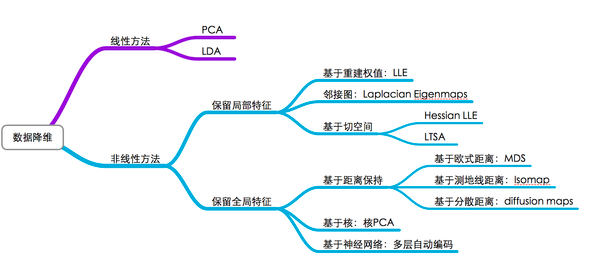 PCA
线性方法
LDA
基于重建权值：LLE
保留局部特征
邻接图：Laplacian Eigenmaps
Hessian LLE
基于切空间
LTSA
数据降维
非线性方法
基于欧式距离：MDS
基于距离保持
基于测地线距离：Isomap
保留全局特征
基于分散距离：diffusion maps
基于核：核PCA
基于神经网络：多层自动编码